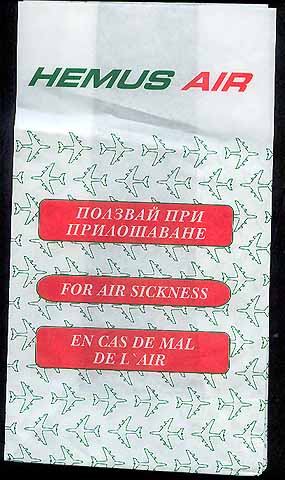 HEMUS AIR
ПОЛЗВАЙ ПРИ
ПРИЛОШАВАНЕ
FOR AIR SICKNESS
EN CAS DE MAL
DE L`AIR